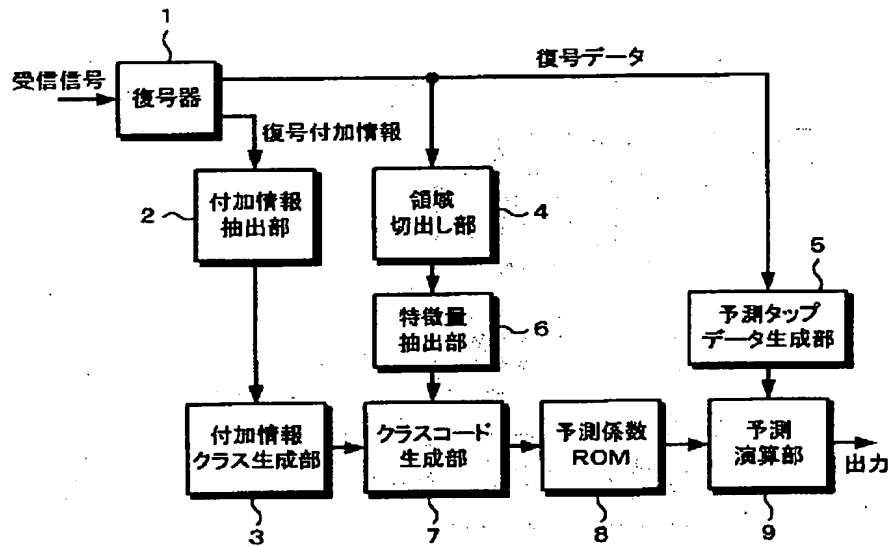 1
受信信号
復号器
復号データ
復号付加情報
2
付加情報
抽出部
領域
切出し部
4
5
特徴量
抽出部
6
予測タップ
データ生成部
付加情報
クラス生成部
クラスコード
生成部
予測係数
ROM
予測
演算部
出力
3
7
8
9